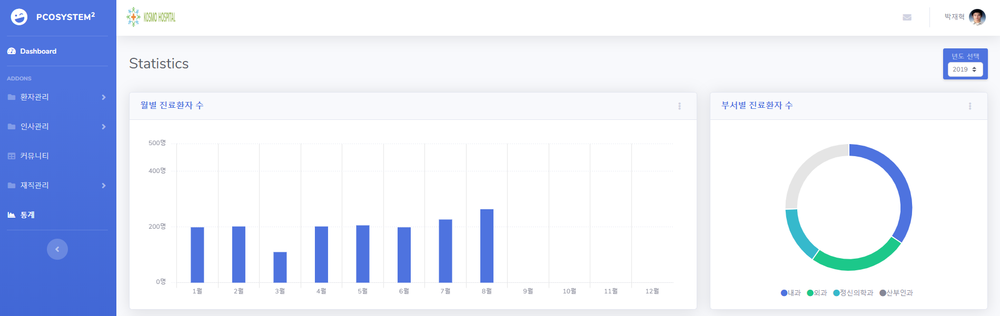 PCOSYSTEM2
Dashboard
ADDONS
환자관리
인사관리
커뮤니티
재직관리
통계
KOSMO HOSPITAL
박재혁
Statistics
년도 선택
2019
월별 진료환자 수
500명
400명
200명
0명
1월 2월 3월 4월 5월 6월 7월 8월 9월 10월 11월 12월
부서별 진료환자 수
내과 외과 정신의학과 산부인과